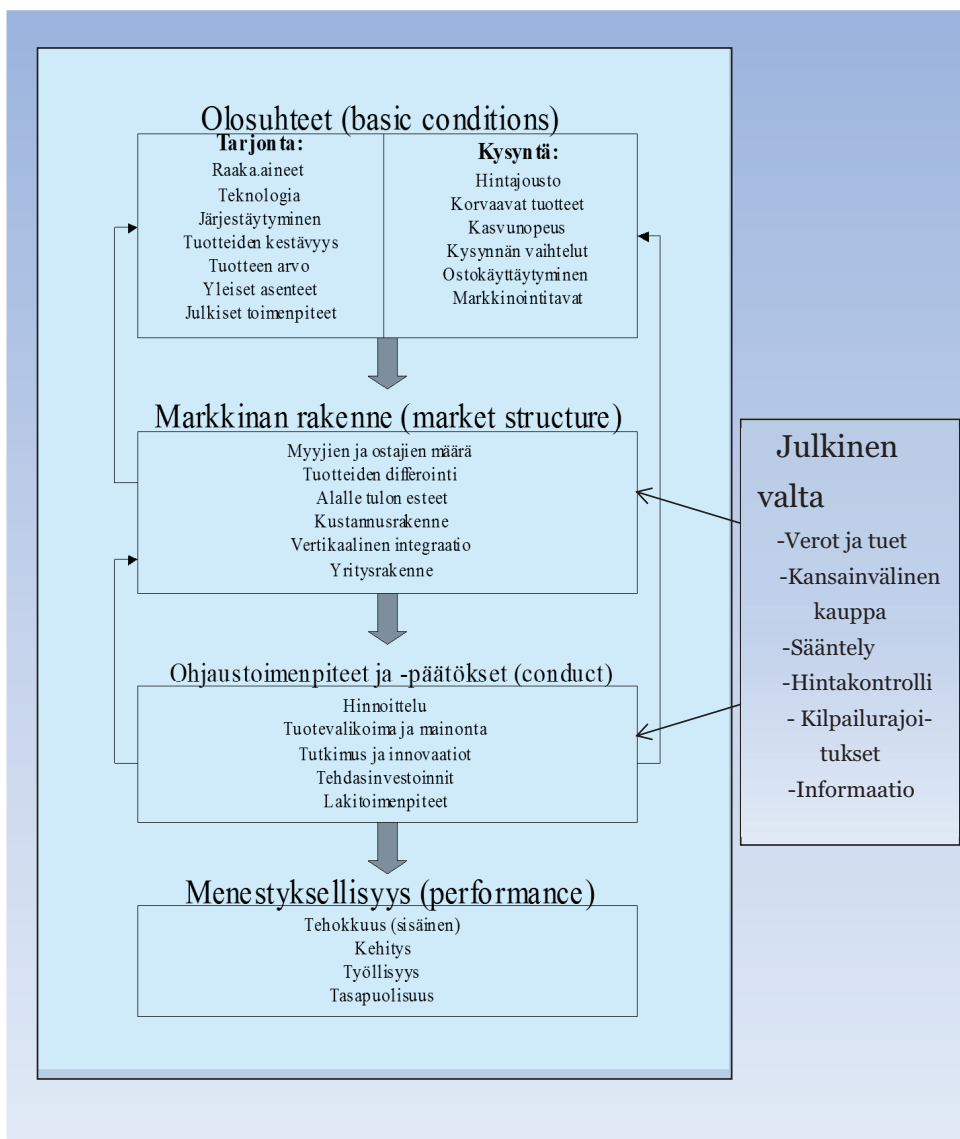 Olosuhteet (basic conditions)
Tarjonta:
Raaka.aineet
Teknologia
Järjestäytyminen
Tuotteiden kestävyys
Tuotteen arvo
Yleiset asenteet
Julkiset toimenpiteet
Kysyntä:
Hintajousto
Korvaavat tuotteet
Kasvunopeus
Kysynnän vaihtelut
Ostokäyttäytyminen
Markkinointitavat
Markkinan rakenne (market structure)
Myyjien ja ostajien määrä
Tuotteiden differointi
Alalle tulon esteet
Kustannusrakenne
Vertikaalinen integraatio
Yritysrakenne
Ohjaustoimenpiteet ja -päätökset (conduct)
Hinnoittelu
Tuotevalikoima ja mainonta
Tutkimus ja innovaatiot
Tehdasinvestoinnit
Lakitoimenpiteet
Menestyksellisyys (performance)
Tehokkuus (sisäinen)
Kehitys
Työllisyys
Tasapuolisuus
Julkinen
valta
-Verot ja tuet
-Kansainvälinen
kauppa
-Sääntely
-Hintakontrolli
- Kilpailurajoi-
tukset
-Informaatio